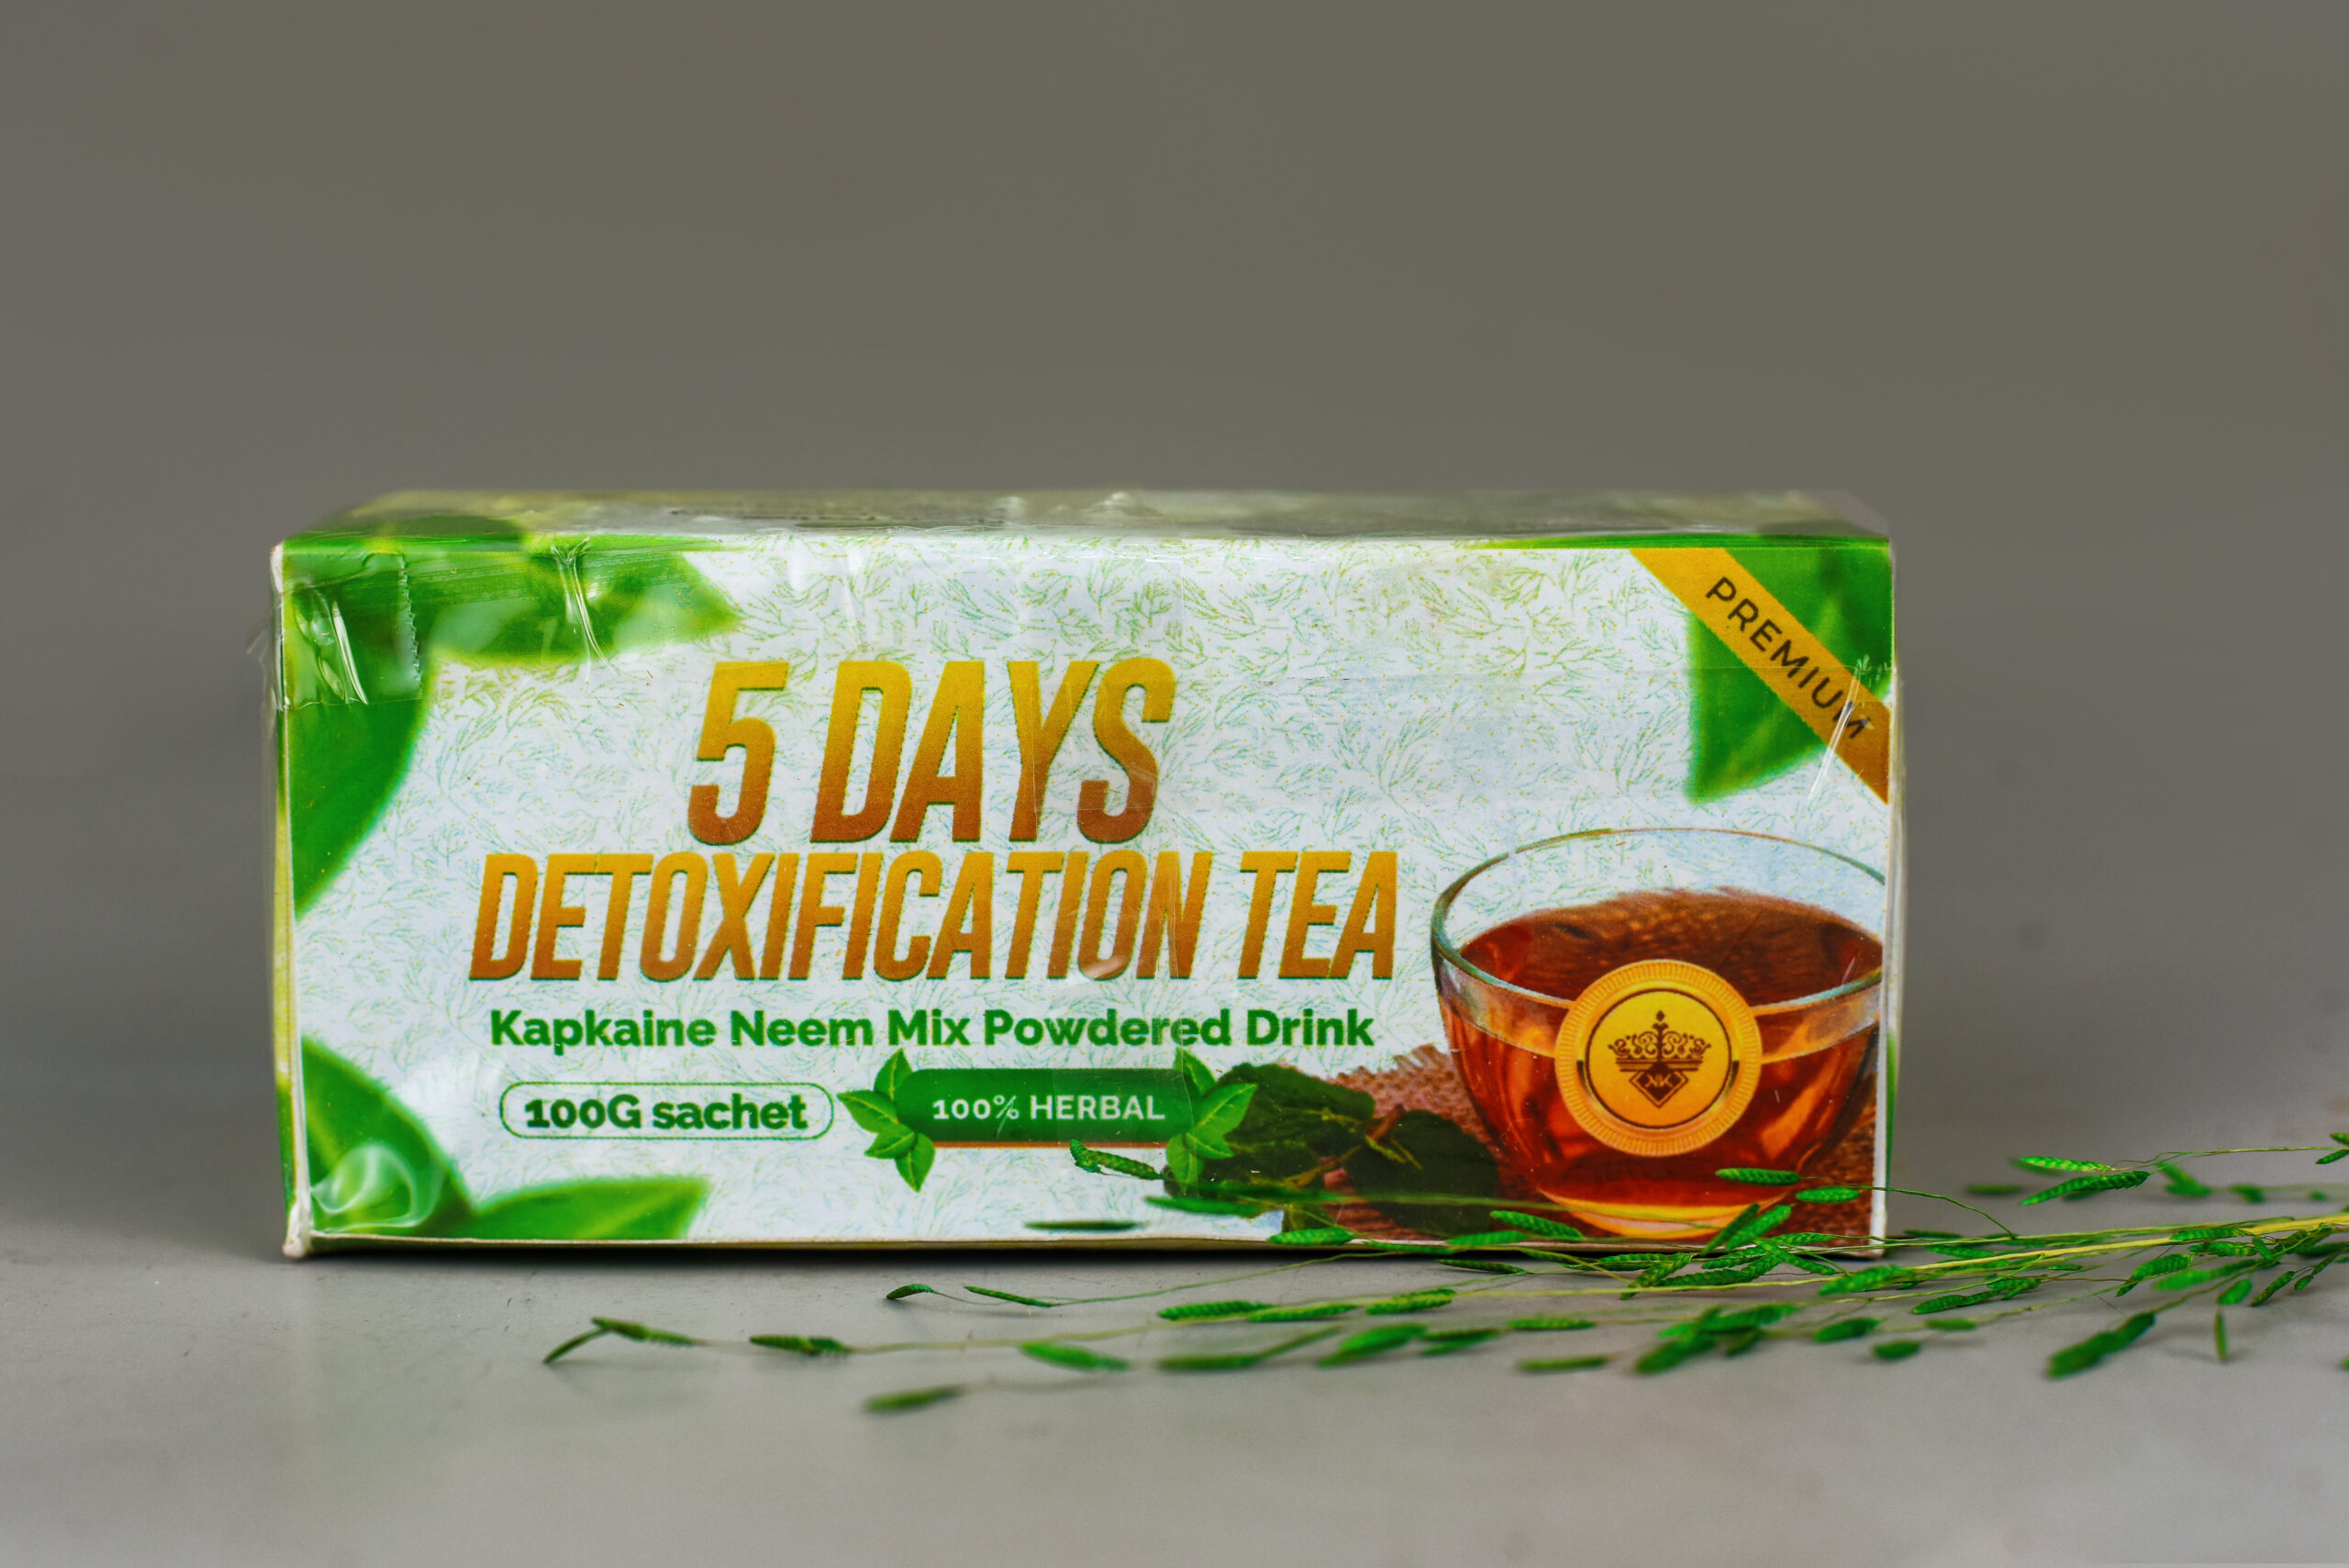 PREMIUM
5 DAYS
DETOXIFICATION TEA
Kapkaine Neem Mix Powdered Drink
100G sachet
100% HERBAL